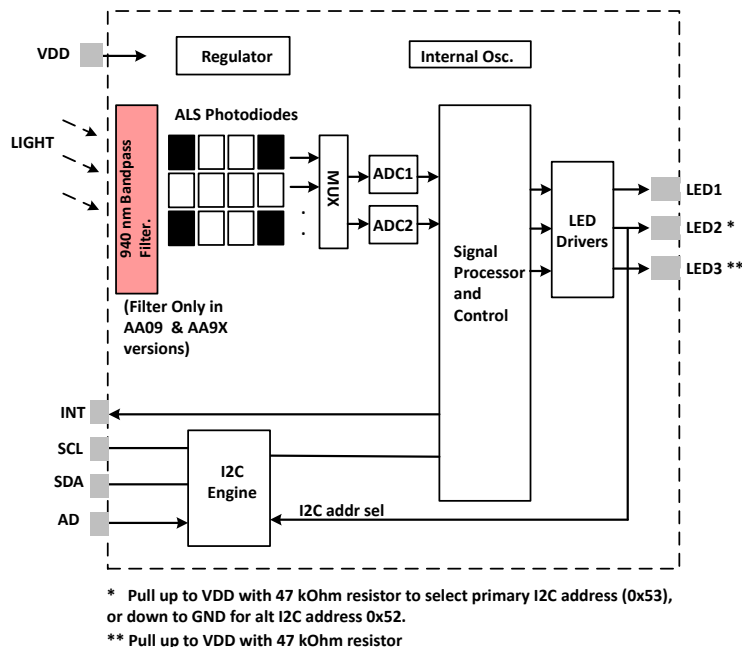 VDD
Regulator
Internal Osc.
ALS Photodiodes
LIGHT
940 nm Bandpass
Filter.
MUX
ADC1
ADC2
Signal
Processor
and
Control
LED
Drivers
LED1
LED2 *
LED3 **
(Filter Only in
AA09 & AA9X
versions)
INT
SCL
SDA
AD
I2C
Engine
I2C addr sel
* Pull up to VDD with 47 kOhm resistor to select primary I2C address (0x53),
or down to GND for alt I2C address 0x52.
** Pull up to VDD with 47 kOhm resistor